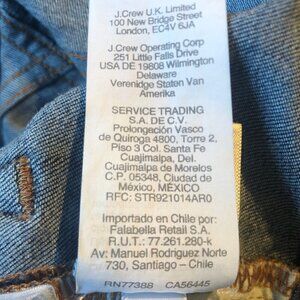 J.Crew U.K. Limited
100 New Bridge Street
London, EC4V 6JA
J.Crew Operating Corp
251 Little Falls Drive
USA DE 19808 Wilmington
Delaware
Verenidge Staten Van
Amerika
SERVICE TRADING
S.A. DE C.V.
Prolongación Vasco
de Quiroga 4800, Torre 2,
Piso 3 Col. Santa Fe
Cuajimalpa, Del.
Cuajimalpa de Morelos
C.P. 05348, Ciudad de
México, MÉXICO
RFC: STR921014AR0
Importado en Chile por:
Falabella Retail S.A.
R.U.T.: 77.261.280-k
Av: Manuel Rodriguez Norte
730, Santiago - Chile
RN77388 CA56445